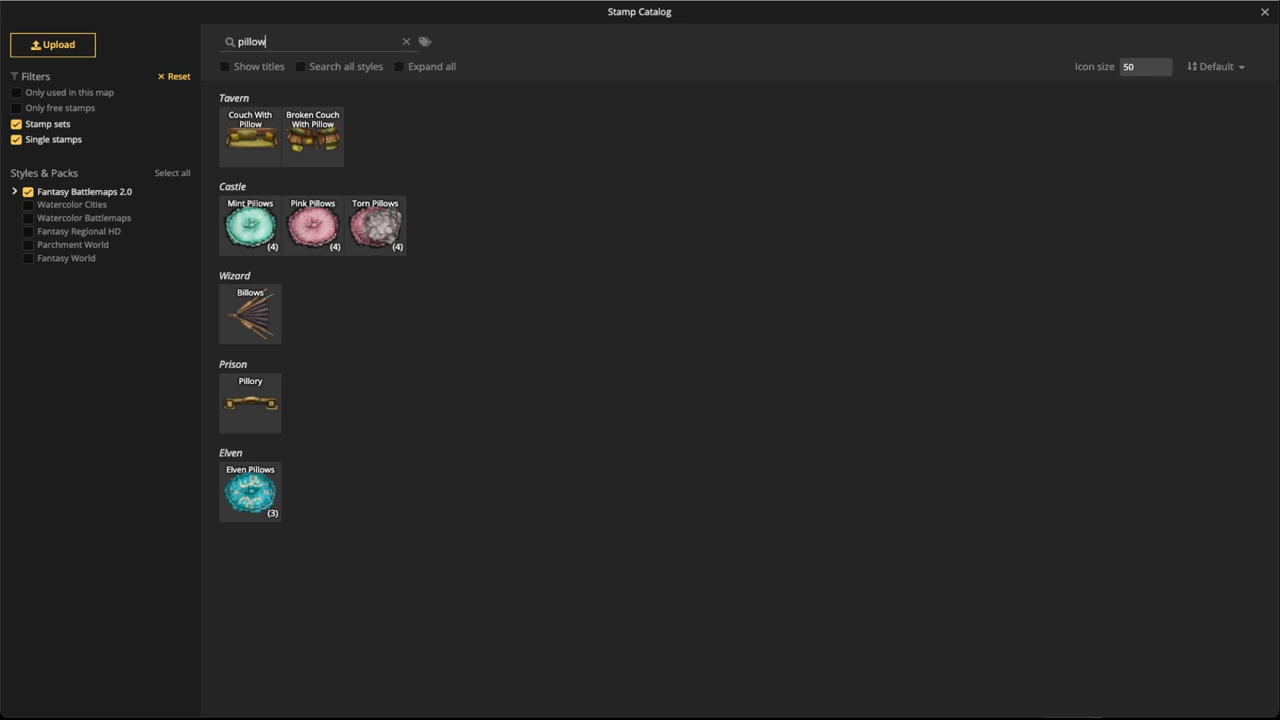 Stamp Catalog
Upload
pillow
Show titles
Search all styles
Expand all
Icon size
50
Default
Filters
Reset
Only used in this map
Only free stamps
Stamp sets
Single stamps
Styles & Packs
Select all
Fantasy Battlemaps 2.0
Watercolor Cities
Watercolor Battlemaps
Fantasy Regional HD
Parchment World
Fantasy World
Tavern
Couch With
Pillow
Broken Couch
With Pillow
Castle
Mint Pillows
(4)
Pink Pillows
(4)
Torn Pillows
(4)
Wizard
Billows
Prison
Pillory
Elven
Elven Pillows
(3)